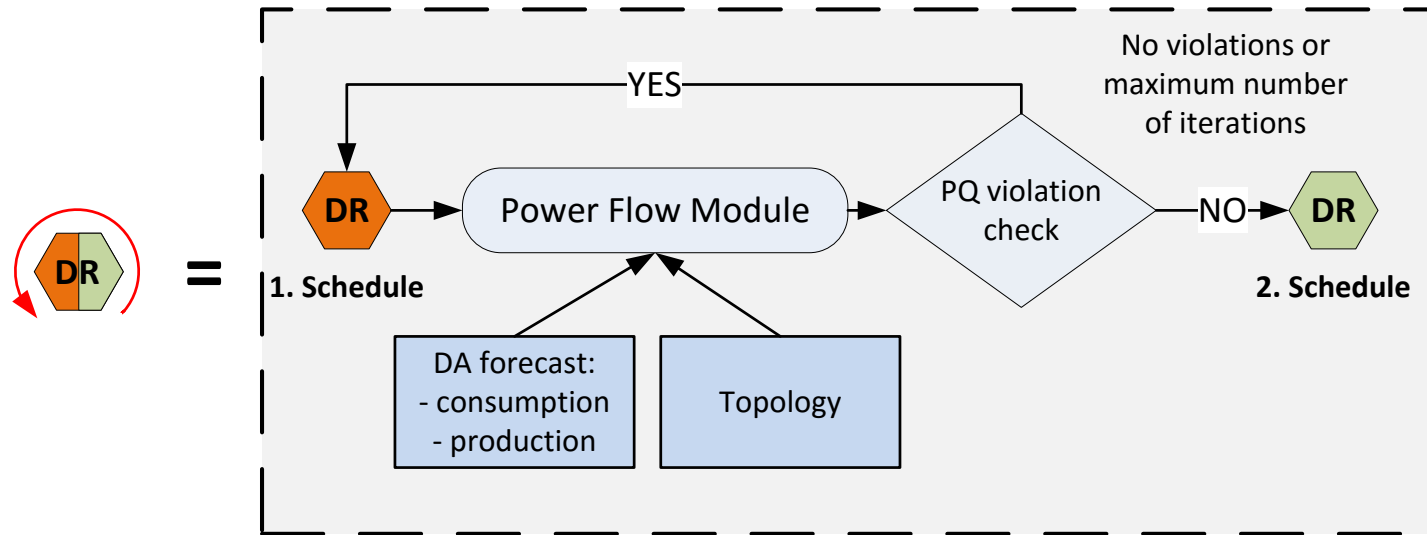 No violations or
maximum number
of iterations
YES
DR
=
DR
Power Flow Module
PQ violation
check
NO
DR
1. Schedule
2. Schedule
DA forecast:
- consumption
- production
Topology